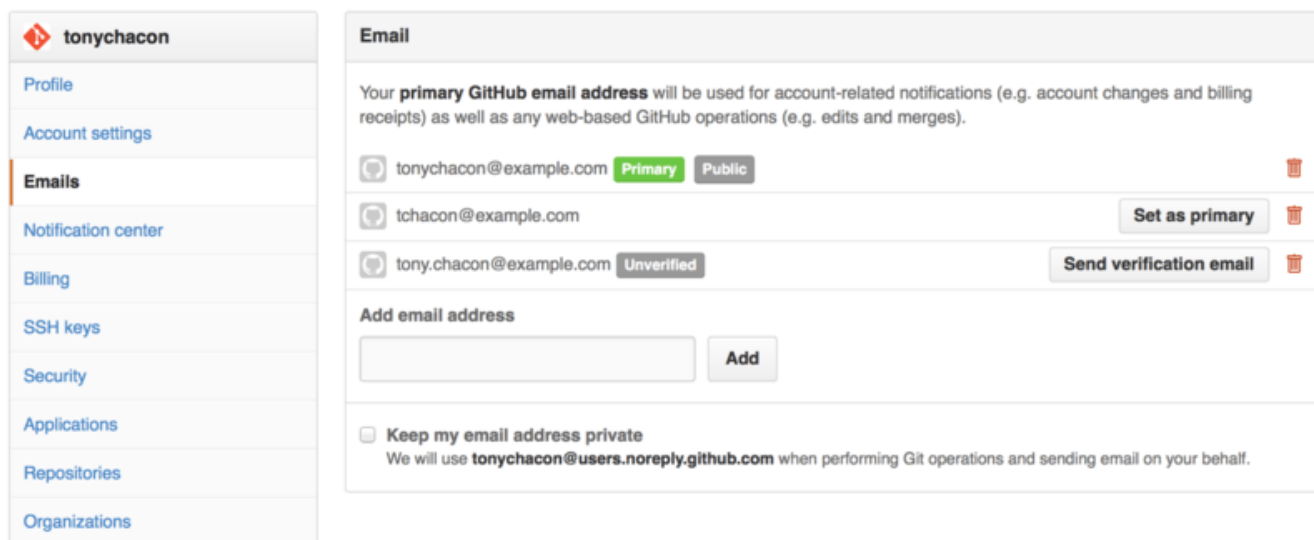 tonychacon
Profile
Account settings
Emails
Notification center
Billing
SSH keys
Security
Applications
Repositories
Organizations
Email
Your primary GitHub email address will be used for account-related notifications (e.g. account changes and billing
receipts) as well as any web-based GitHub operations (e.g. edits and merges).
tonychacon@example.com Primary Public
tchacon@example.com Set as primary
tony.chacon@example.com Unverified Send verification email
Add email address
Add
Keep my email address private
We will use tonychacon@users.noreply.github.com when performing Git operations and sending email on your behalf.